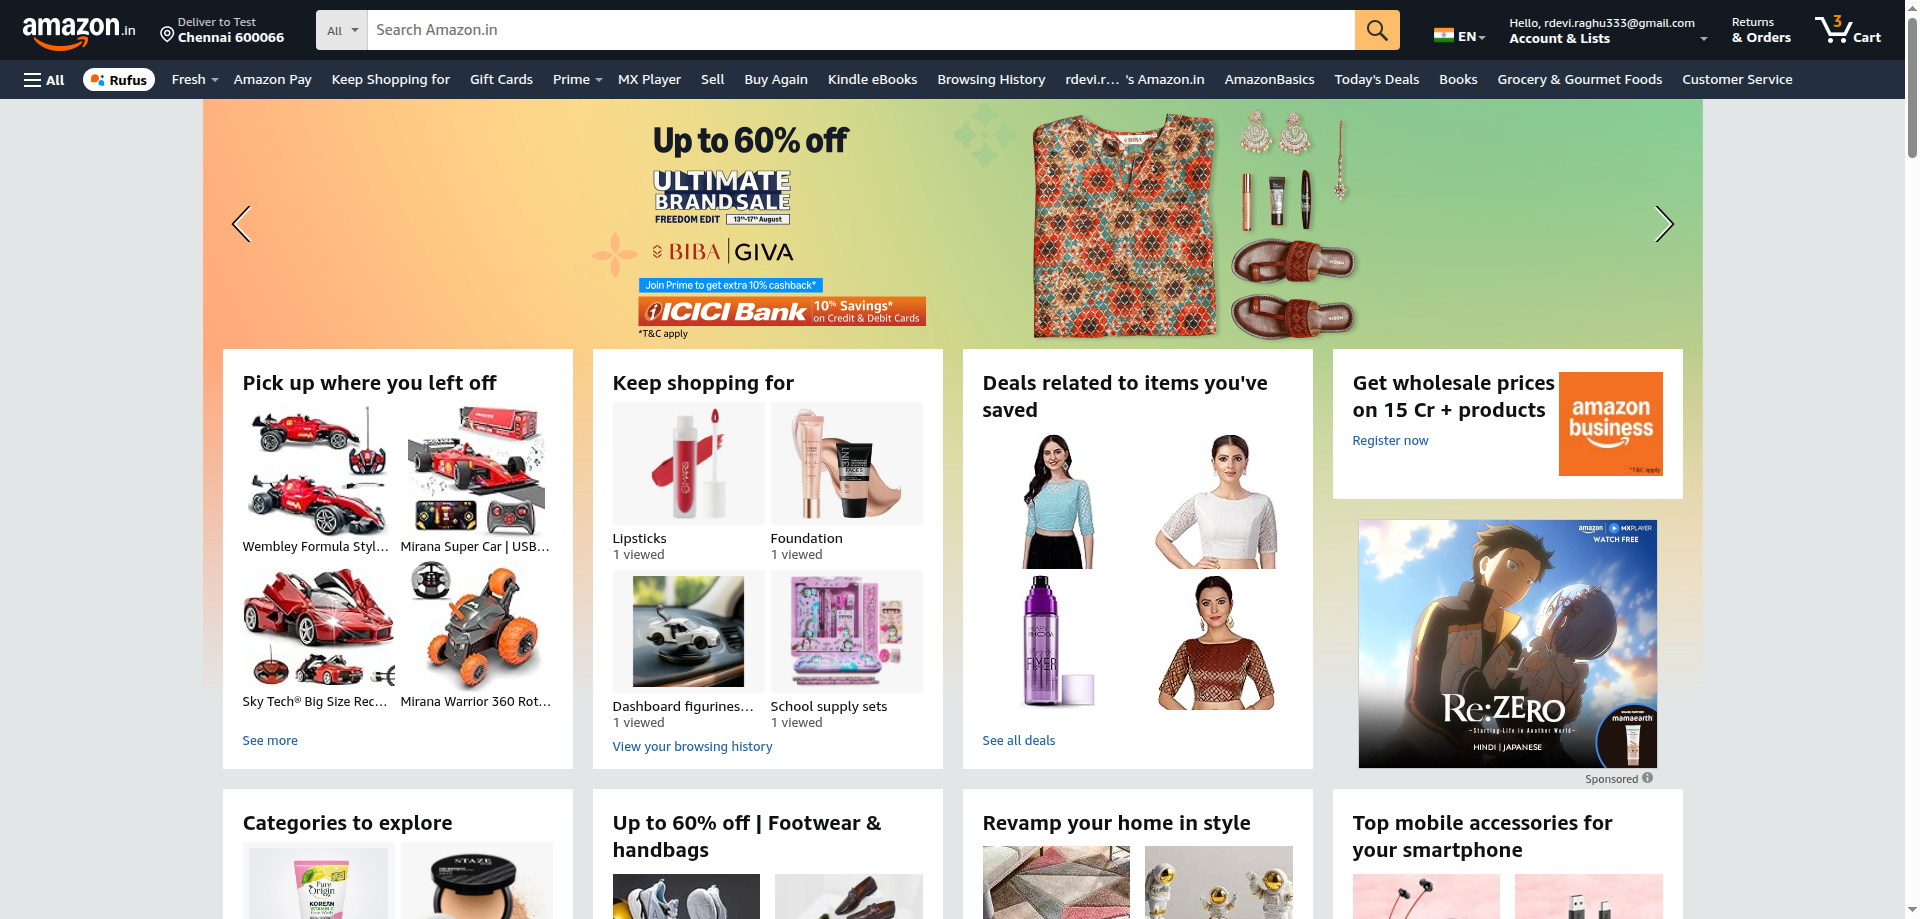 amazon.in
Deliver to Test
Chennai 600066
All
Search Amazon.in
EN
Hello, rdevi.raghu333@gmail.com
Account & Lists
Returns
& Orders
3
Cart
All
Rufus
Fresh
Amazon Pay
Keep Shopping for
Gift Cards
Prime
MX Player
Sell
Buy Again
Kindle eBooks
Browsing History
rdevi.r... 's Amazon.in
AmazonBasics
Today's Deals
Books
Grocery & Gourmet Foods
Customer Service
Up to 60% off
ULTIMATE
BRAND SALE
FREEDOM EDIT 13th-17th August
BIBA GIVA
Join Prime to get extra 10% cashback*
ICICI Bank
10% Savings*
on Credit & Debit Cards
*T&C apply
BIBA
Pick up where you left off
Wembley Formula Styl...
Mirana Super Car | USB...
Sky Tech® Big Size Rec...
Mirana Warrior 360 Rot...
See more
Keep shopping for
Lipsticks
1 viewed
Foundation
1 viewed
Dashboard figurines...
1 viewed
School supply sets
1 viewed
View your browsing history
Deals related to items you've
saved
FIXER
See all deals
Get wholesale prices
on 15 Cr + products
Register now
amazon
business
*T&C apply
amazon MXPLAYER
WATCH FREE
Re:ZERO
-Starting Life in Another World-
HINDI | JAPANESE
mamaearth
Sponsored
Categories to explore
Pure
Origin
KOREAN
STAZE
Up to 60% off | Footwear &
handbags
Revamp your home in style
Top mobile accessories for
your smartphone